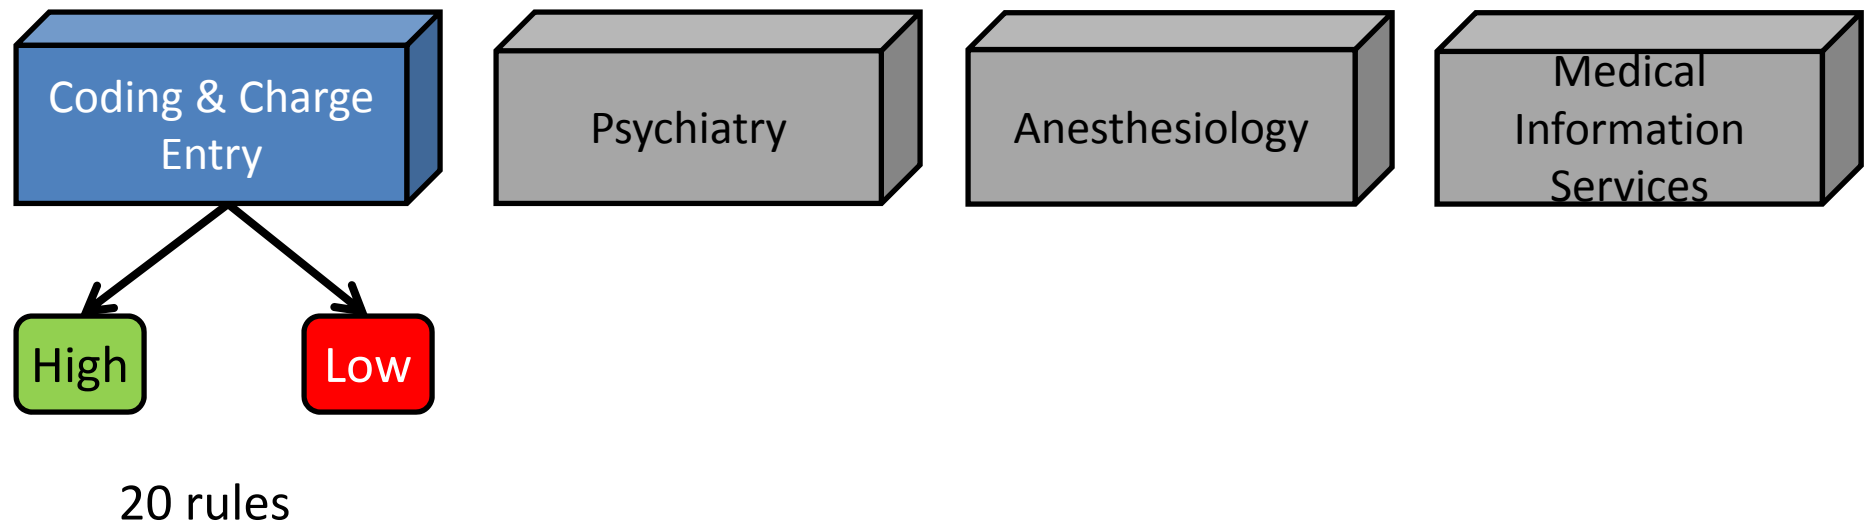 Coding & Charge
Entry
Psychiatry
Anesthesiology
Medical
Information
Services
High
Low
20 rules